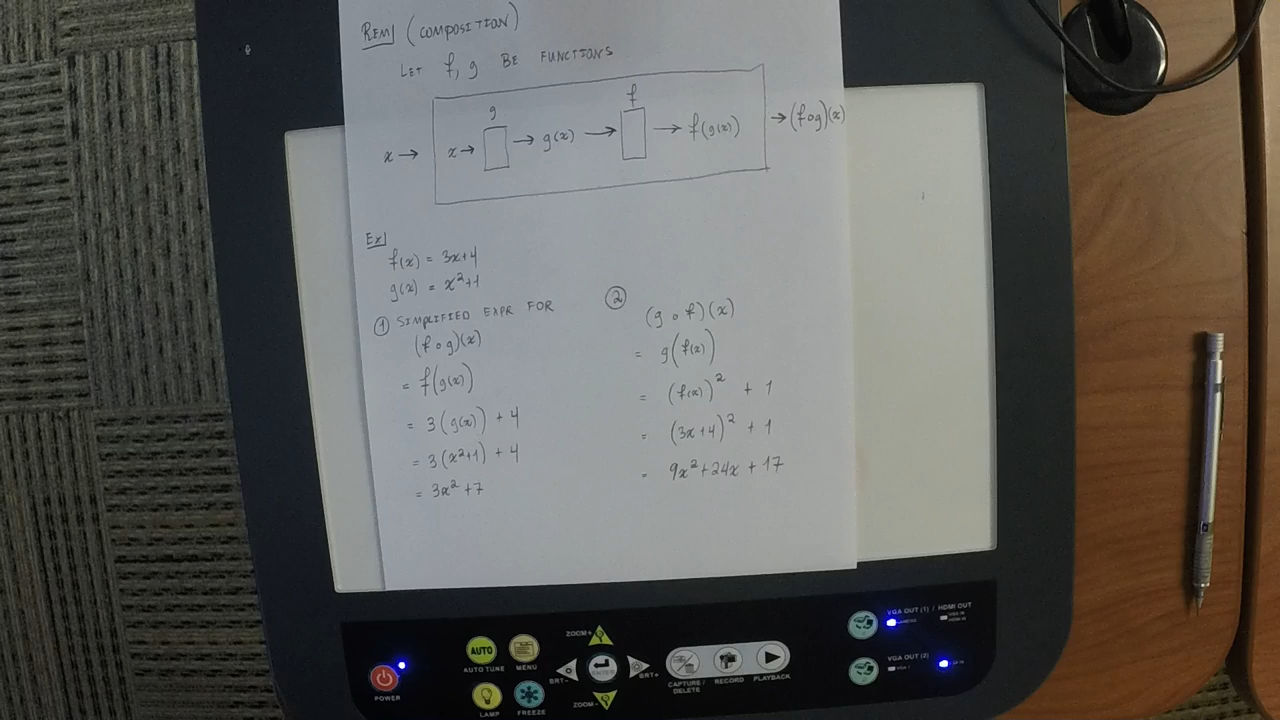 REM (COMPOSITION)
LET f, g BE FUNCTIONS
g f
x → x → → g(x) → → f(g(x)) → (f∘g)(x)
Ex
f(x) = 3x+4
g(x) = x²+1
① SIMPLIFIED EXPR FOR
(f∘g)(x)
= f(g(x))
= 3(g(x)) + 4
= 3(x²+1) + 4
= 3x² + 7
②
(g∘f)(x)
= g(f(x))
= (f(x))² + 1
= (3x+4)² + 1
= 9x²+24x+17
POWER
AUTO
AUTO TUNE
MENU
LAMP
FREEZE
ZOOM+
BRT-
ENTER
BRT+
ZOOM-
CAPTURE /
DELETE
RECORD
PLAYBACK
VGA OUT (1) / HDMI OUT
VGA OUT (2)